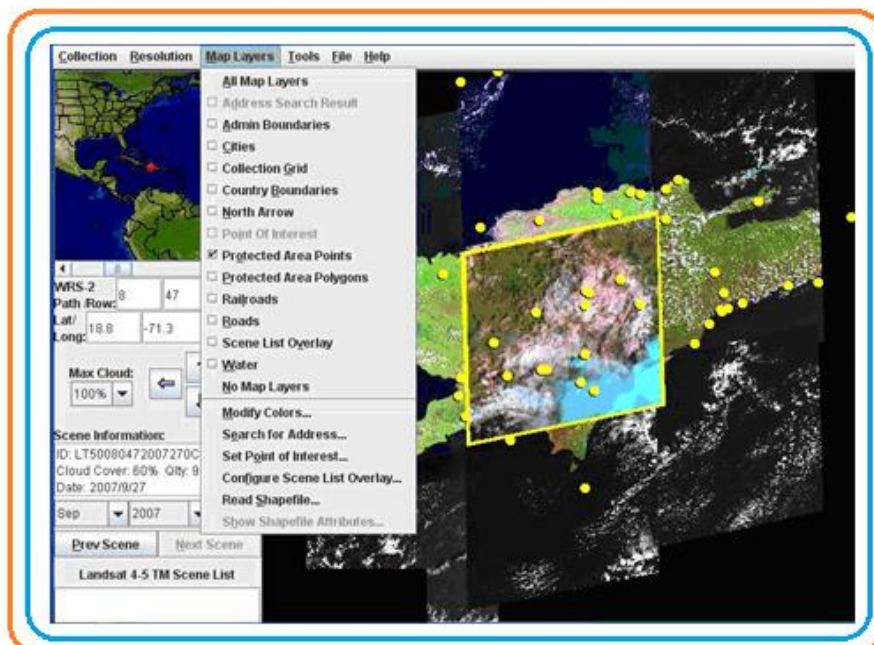 Collection Resolution Map Layers Tools File Help
All Map Layers
Address Search Result
Admin Boundaries
Cities
Collection Grid
Country Boundaries
North Arrow
Point Of Interest
Protected Area Points
Protected Area Polygons
Railroads
Roads
Scene List Overlay
Water
No Map Layers
Modify Colors...
Search for Address...
Set Point of Interest...
Configure Scene List Overlay...
Read Shapefile...
Show Shapefile Attributes...
WRS-2
Path /Row: 8 47
Lat/
Long: 18.8 -71.3
Max Cloud:
100%
Scene Information:
ID: LT50080472007270C
Cloud Cover: 60% Qlty: 9
Date: 2007/9/27
Sep 2007
Prev Scene Next Scene
Landsat 4-5 TM Scene List